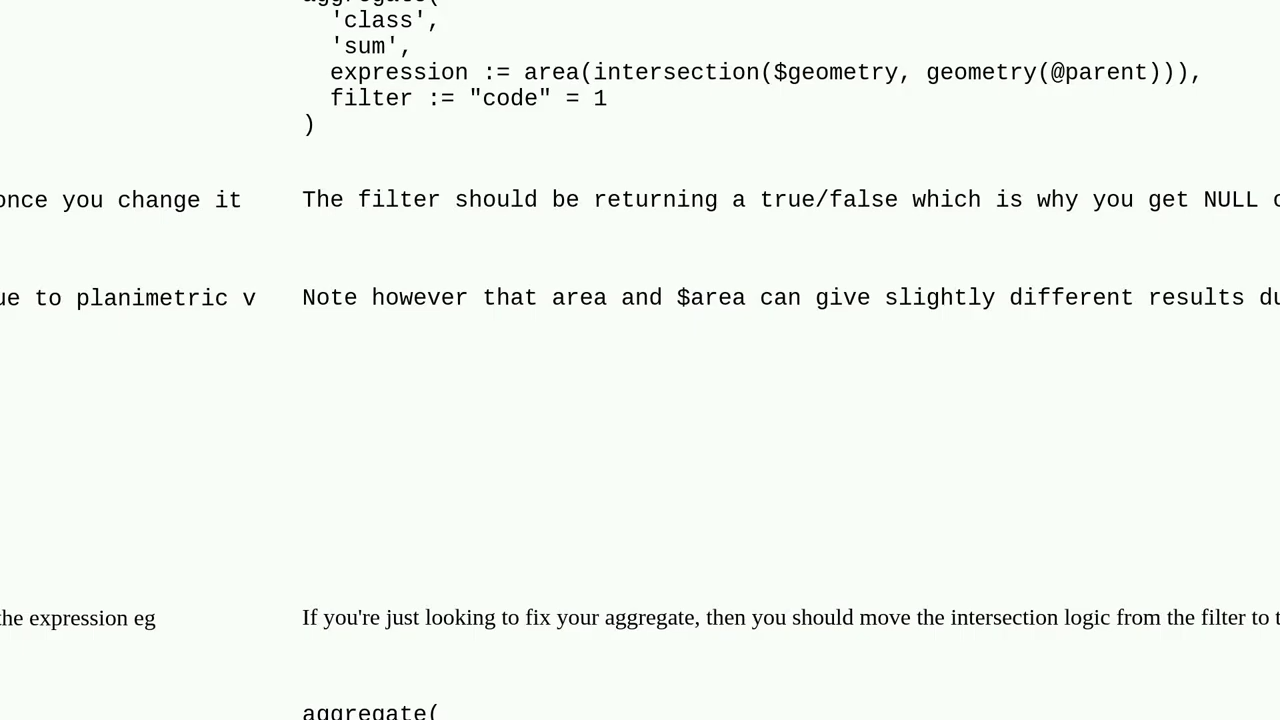 aggregate(
'class',
'sum',
expression := area(intersection($geometry, geometry(@parent))),
filter := "code" = 1
)
once you change it
The filter should be returning a true/false which is why you get NULL
ue to planimetric v
Note however that area and $area can give slightly different results du
the expression eg
If you're just looking to fix your aggregate, then you should move the intersection logic from the filter to t
aggregate(